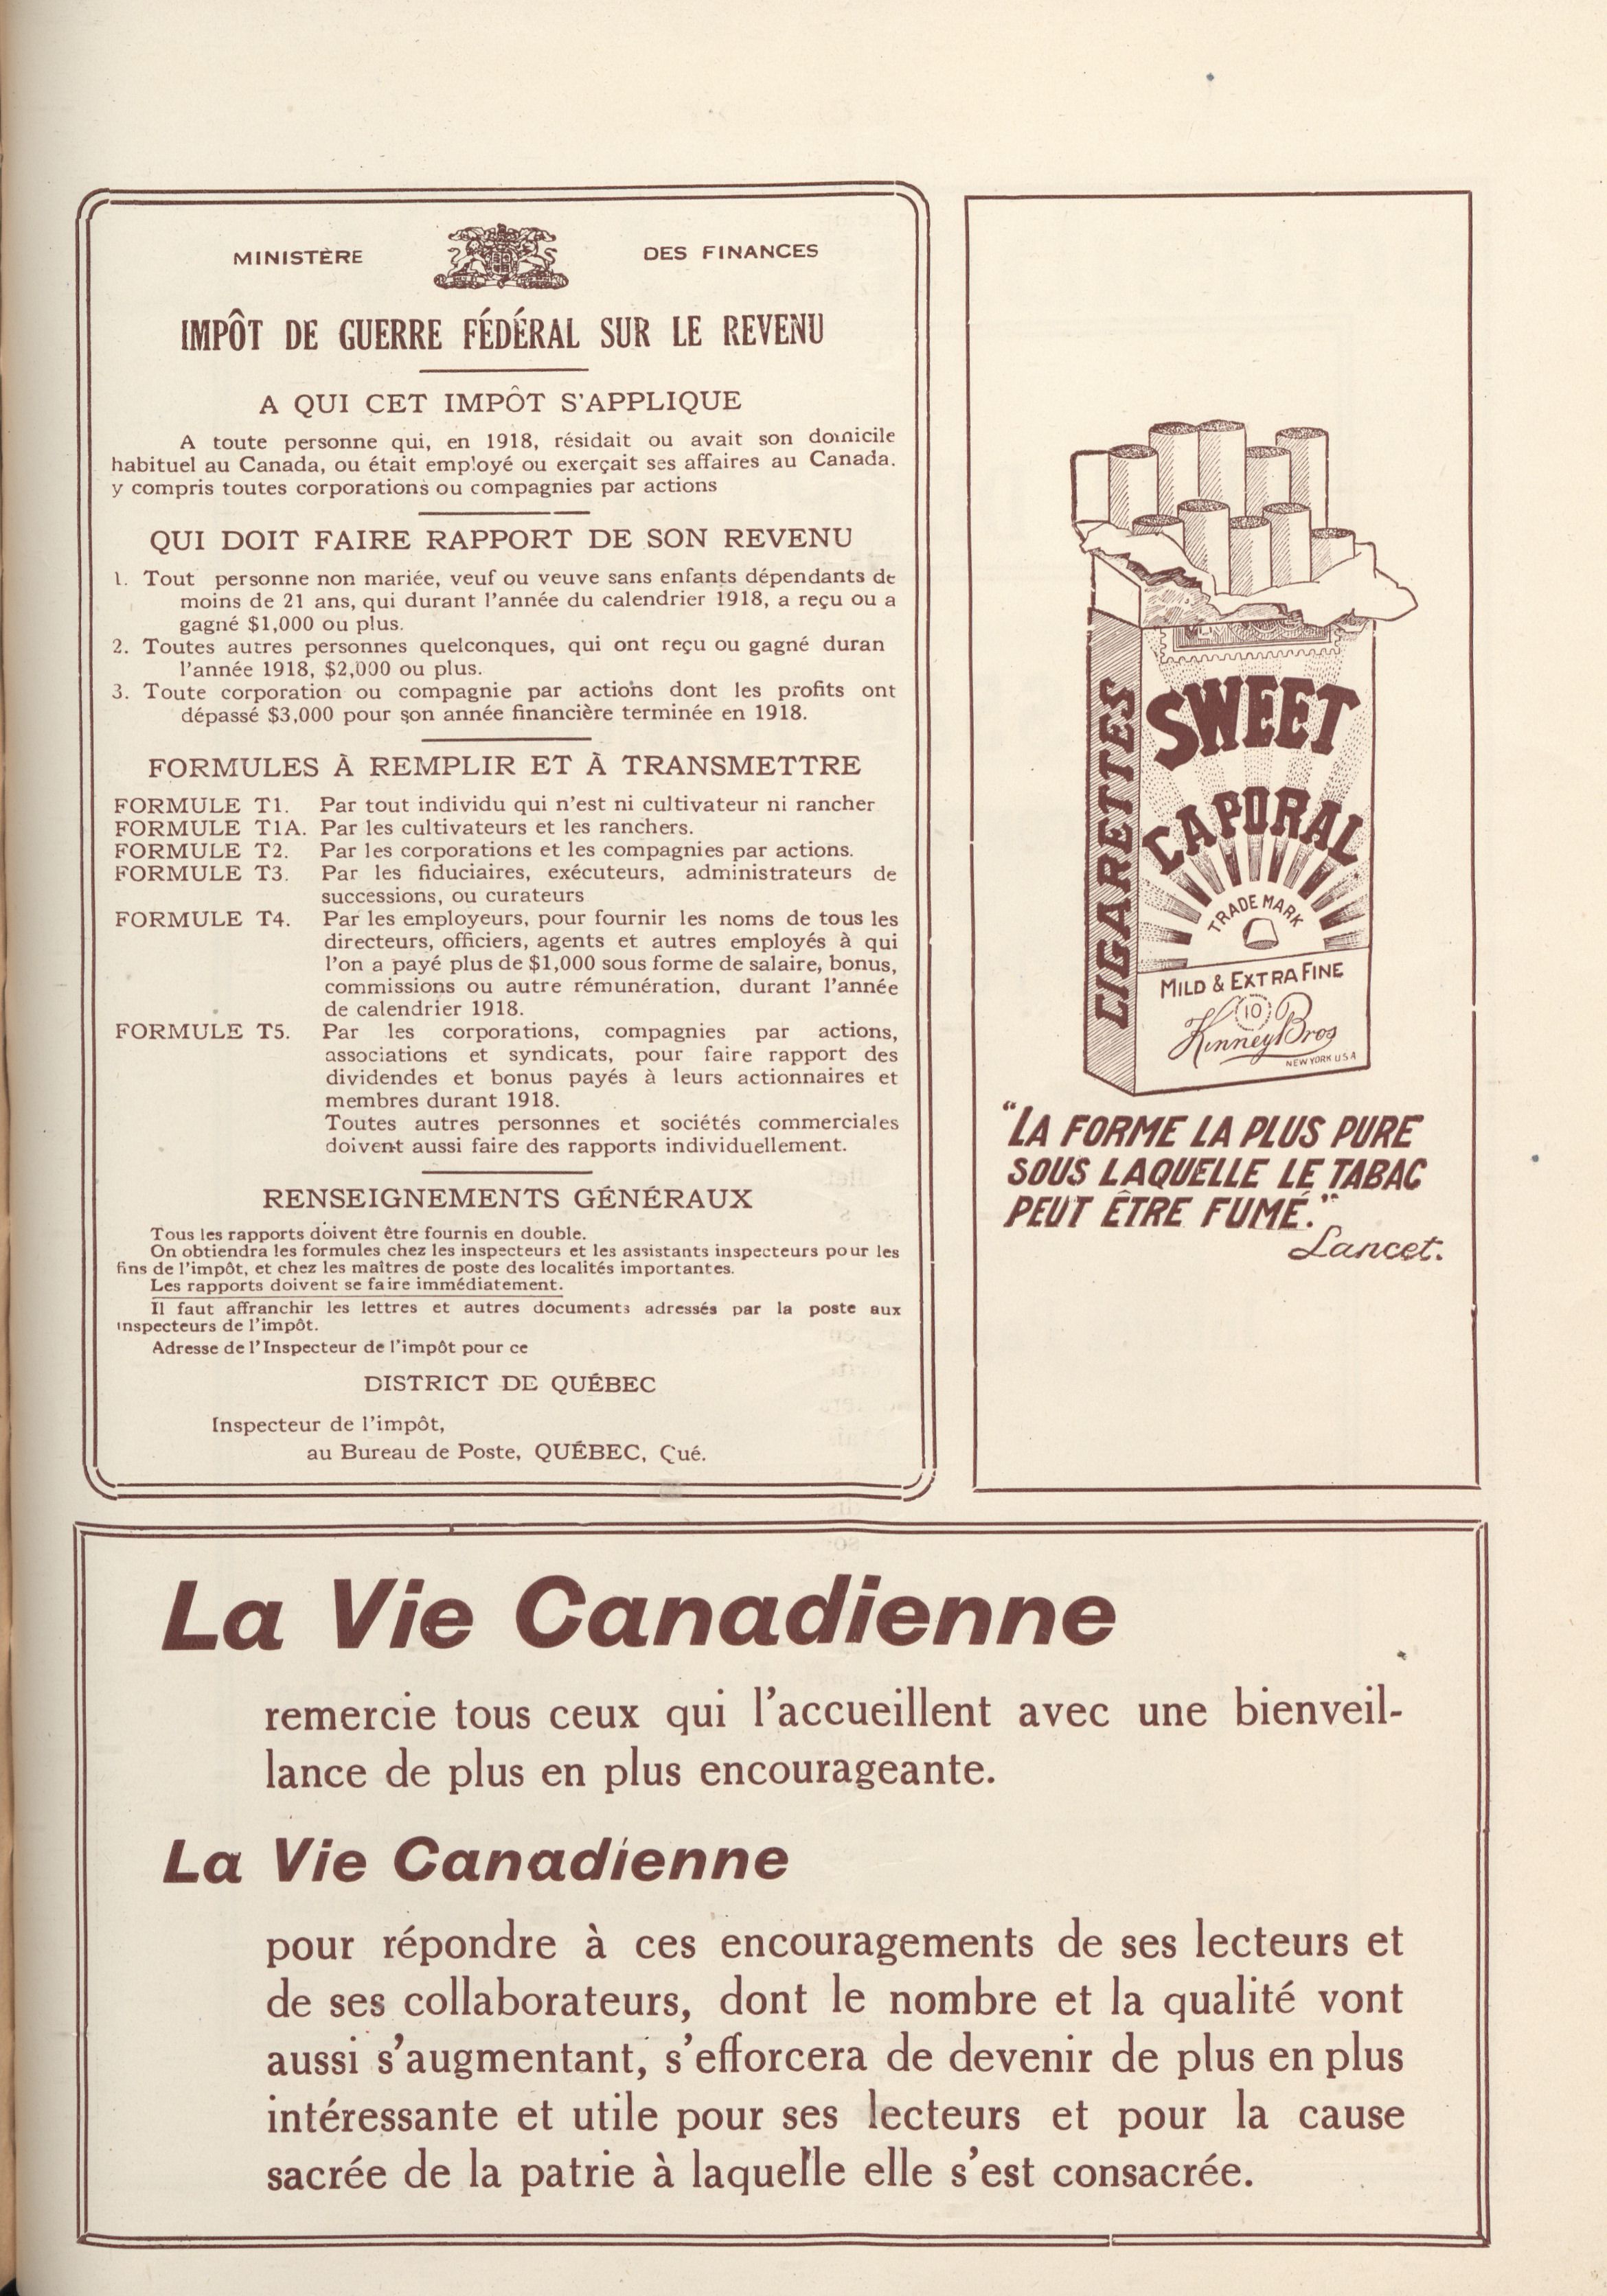 MINISTÈRE DES FINANCES
IMPÔT DE GUERRE FÉDÉRAL SUR LE REVENU
A QUI CET IMPÔT S'APPLIQUE
A toute personne qui, en 1918, résidait ou avait son domicile
habituel au Canada, ou était employé ou exerçait ses affaires au Canada.
y compris toutes corporations ou compagnies par actions
QUI DOIT FAIRE RAPPORT DE SON REVENU
1. Tout personne non mariée, veuf ou veuve sans enfants dépendants de
moins de 21 ans, qui durant l'année du calendrier 1918, a reçu ou a
gagné $1,000 ou plus.
2. Toutes autres personnes quelconques, qui ont reçu ou gagné duran
l'année 1918, $2,000 ou plus.
3. Toute corporation ou compagnie par actions dont les profits ont
dépassé $3,000 pour son année financière terminée en 1918.
FORMULES À REMPLIR ET À TRANSMETTRE
FORMULE T1. Par tout individu qui n'est ni cultivateur ni rancher
FORMULE T1A. Par les cultivateurs et les ranchers.
FORMULE T2. Par les corporations et les compagnies par actions.
FORMULE T3. Par les fiduciaires, exécuteurs, administrateurs de
successions, ou curateurs
FORMULE T4. Par les employeurs, pour fournir les noms de tous les
directeurs, officiers, agents et autres employés à qui
l'on a payé plus de $1,000 sous forme de salaire, bonus,
commissions ou autre rémunération, durant l'année
de calendrier 1918.
FORMULE T5. Par les corporations, compagnies par actions,
associations et syndicats, pour faire rapport des
dividendes et bonus payés à leurs actionnaires et
membres durant 1918.
Toutes autres personnes et sociétés commerciales
doivent aussi faire des rapports individuellement.
RENSEIGNEMENTS GÉNÉRAUX
Tous les rapports doivent être fournis en double.
On obtiendra les formules chez les inspecteurs et les assistants inspecteurs pour les
fins de l'impôt, et chez les maîtres de poste des localités importantes.
Les rapports doivent se faire immédiatement.
Il faut affranchir les lettres et autres documents adressés par la poste aux
inspecteurs de l'impôt.
Adresse de l'Inspecteur de l'impôt pour ce
DISTRICT DE QUÉBEC
Inspecteur de l'impôt,
au Bureau de Poste, QUÉBEC, Qué.
CIGARETTES
SWEET
CAPORAL
TRADE MARK
MILD & EXTRA FINE
10
Kinney Bros
NEW YORK USA
"LA FORME LA PLUS PURE
SOUS LAQUELLE LE TABAC
PEUT ÊTRE FUMÉ."
Lancet.
La Vie Canadienne
remercie tous ceux qui l'accueillent avec une bienveil-
lance de plus en plus encourageante.
La Vie Canadienne
pour répondre à ces encouragements de ses lecteurs et
de ses collaborateurs, dont le nombre et la qualité vont
aussi s'augmentant, s'efforcera de devenir de plus en plus
intéressante et utile pour ses lecteurs et pour la cause
sacrée de la patrie à laquelle elle s'est consacrée.